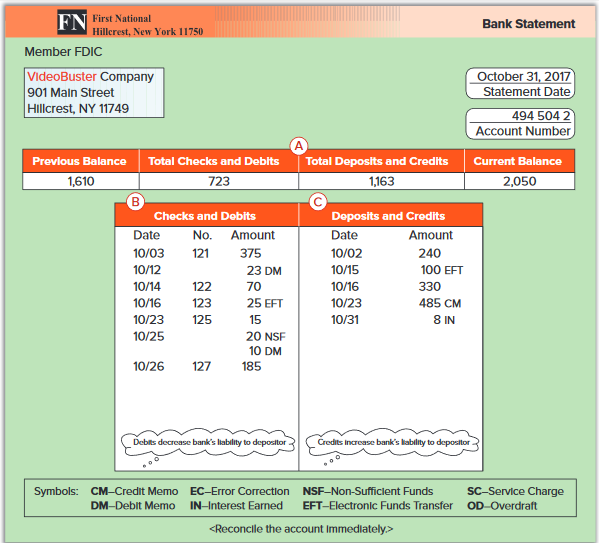 FN First National
Hillcrest, New York 11750
Bank Statement
Member FDIC
VideoBuster Company
901 Main Street
Hillcrest, NY 11749
October 31, 2017
Statement Date
494 504 2
Account Number
A
Previous Balance Total Checks and Debits Total Deposits and Credits Current Balance
1,610 723 1,163 2,050
B
Checks and Debits
Date No. Amount
10/03 121 375
10/12 23 DM
10/14 122 70
10/16 123 25 EFT
10/23 125 15
10/25 20 NSF
10 DM
10/26 127 185
Debits decrease bank's liability to depositor
C
Deposits and Credits
Date Amount
10/02 240
10/15 100 EFT
10/16 330
10/23 485 CM
10/31 8 IN
Credits increase bank's liability to depositor
Symbols: CM–Credit Memo EC–Error Correction NSF–Non-Sufficient Funds SC–Service Charge
DM–Debit Memo IN–Interest Earned EFT–Electronic Funds Transfer OD–Overdraft
<Reconcile the account immediately.>